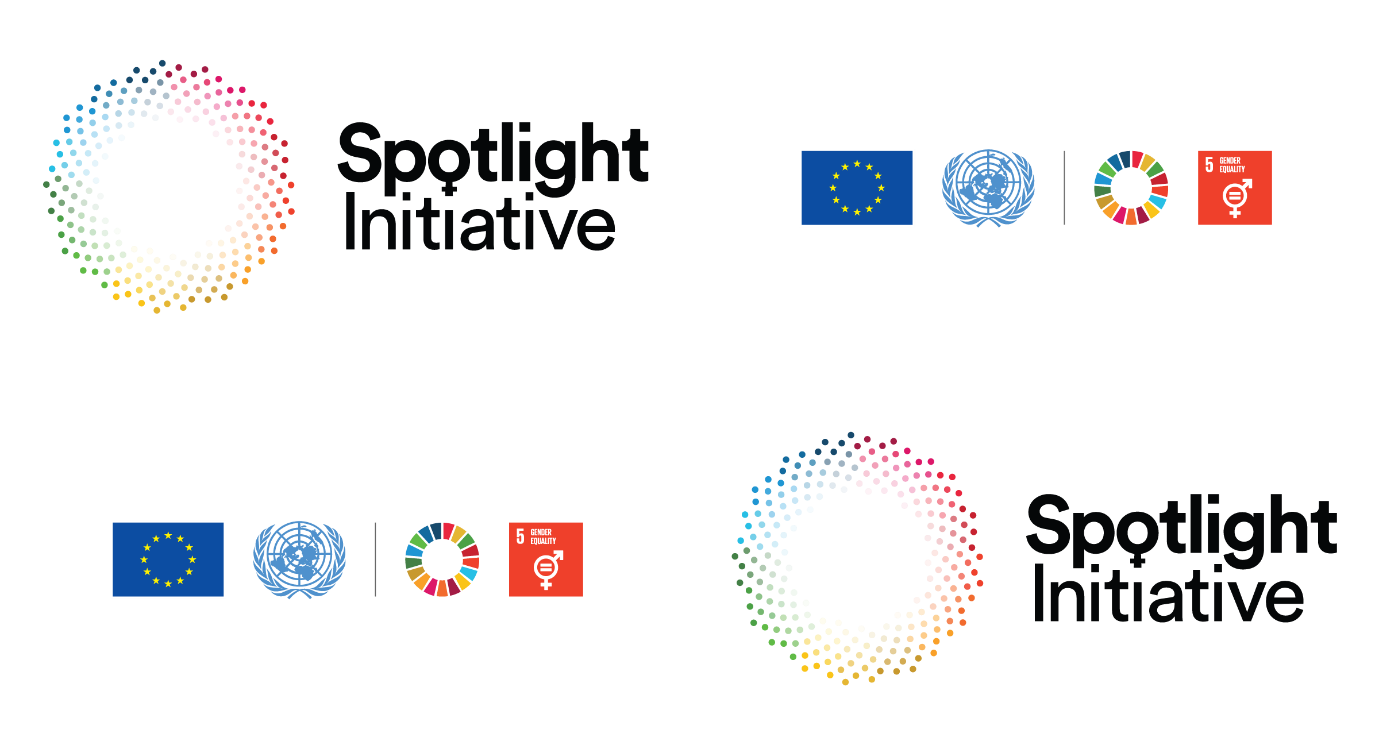 Spotlight
Initiative
5 GENDER
EQUALITY
5 GENDER
EQUALITY
Spotlight
Initiative